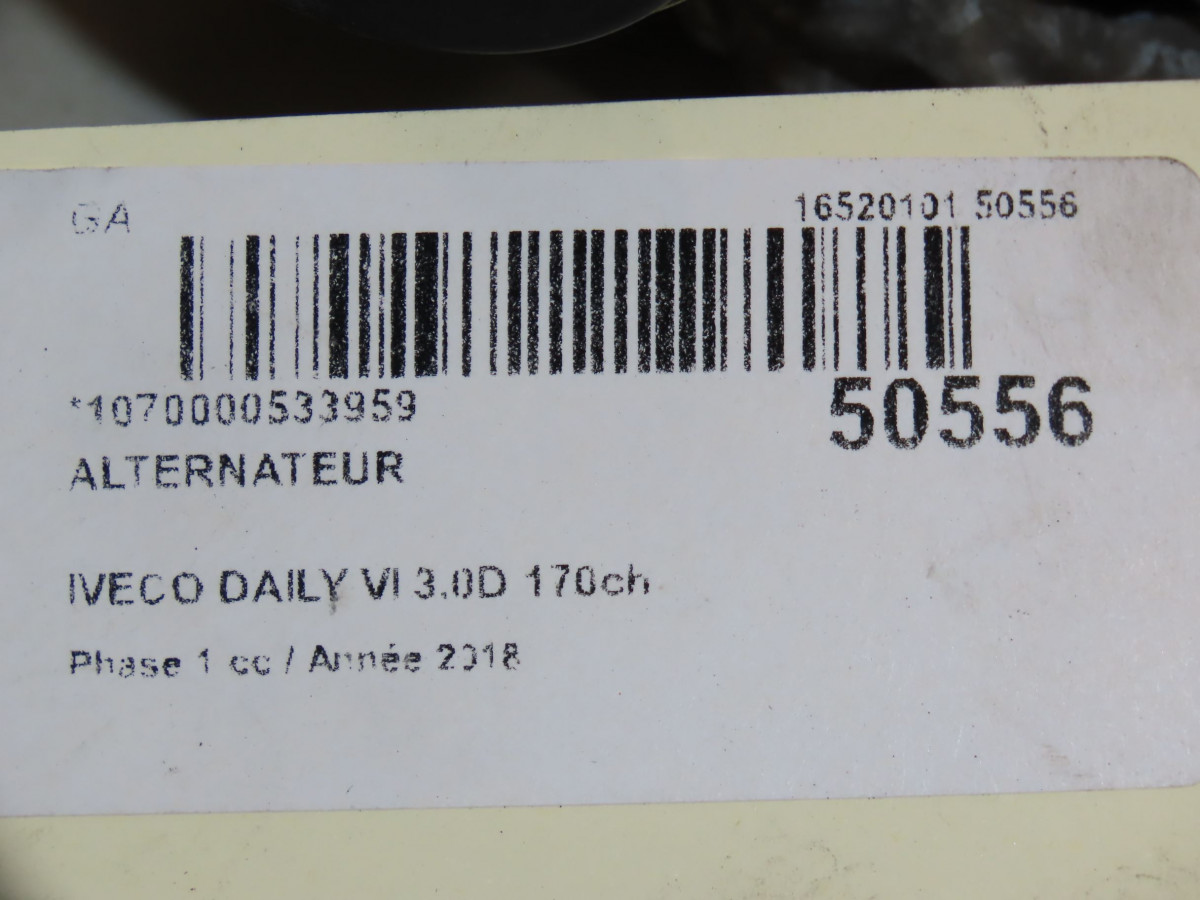 GA
16520101 50556
*1070000533959
50556
ALTERNATEUR
IVECO DAILY VI 3.0D 170ch
Phase 1 cc / Année 2018